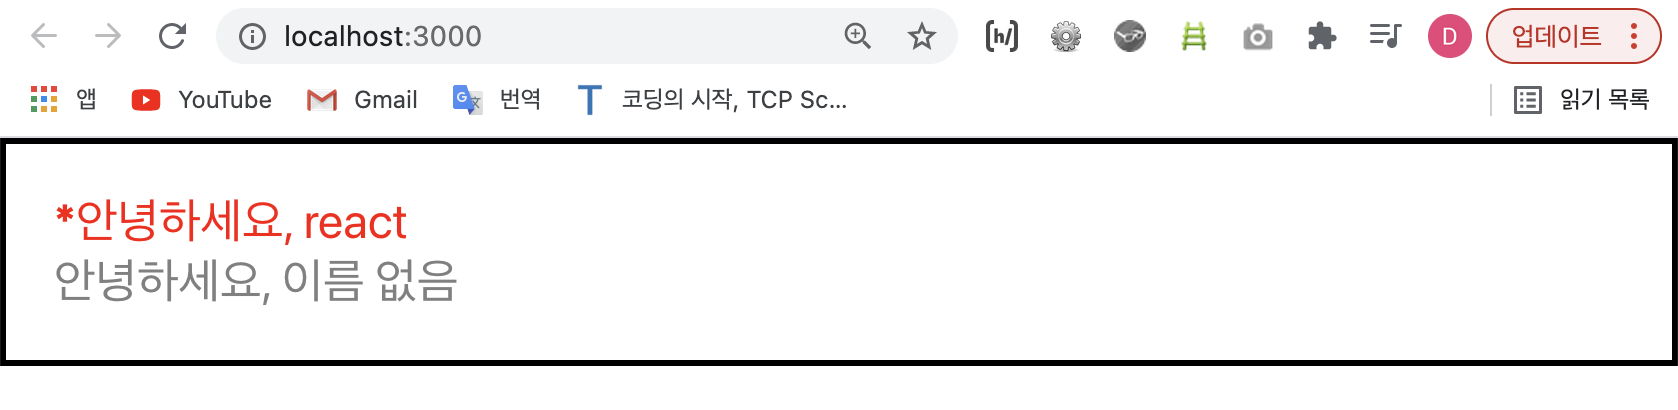 localhost:3000
[h/]
D
업데이트
앱
YouTube
Gmail
번역
코딩의 시작, TCP Sc...
읽기 목록
*안녕하세요, react
안녕하세요, 이름 없음